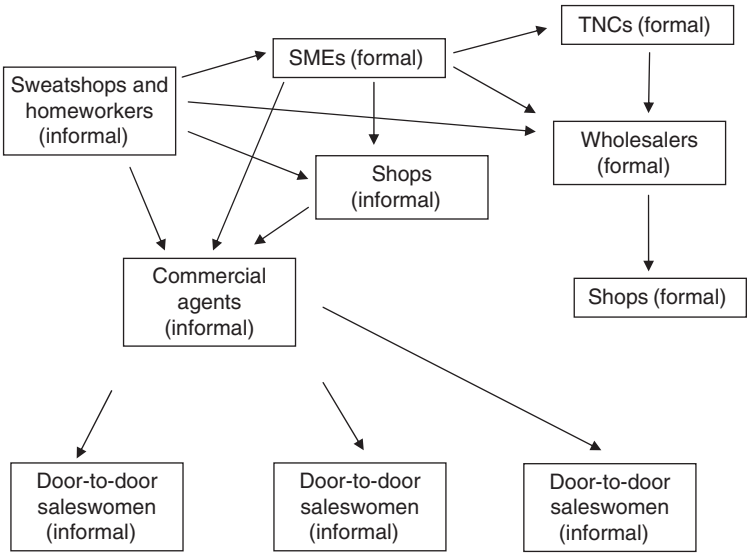 TNCs (formal)
SMEs (formal)
Sweatshops and
homeworkers
(informal)
Wholesalers
(formal)
Shops
(informal)
Commercial
agents
(informal)
Shops (formal)
Door-to-door
saleswomen
(informal)
Door-to-door
saleswomen
(informal)
Door-to-door
saleswomen
(informal)